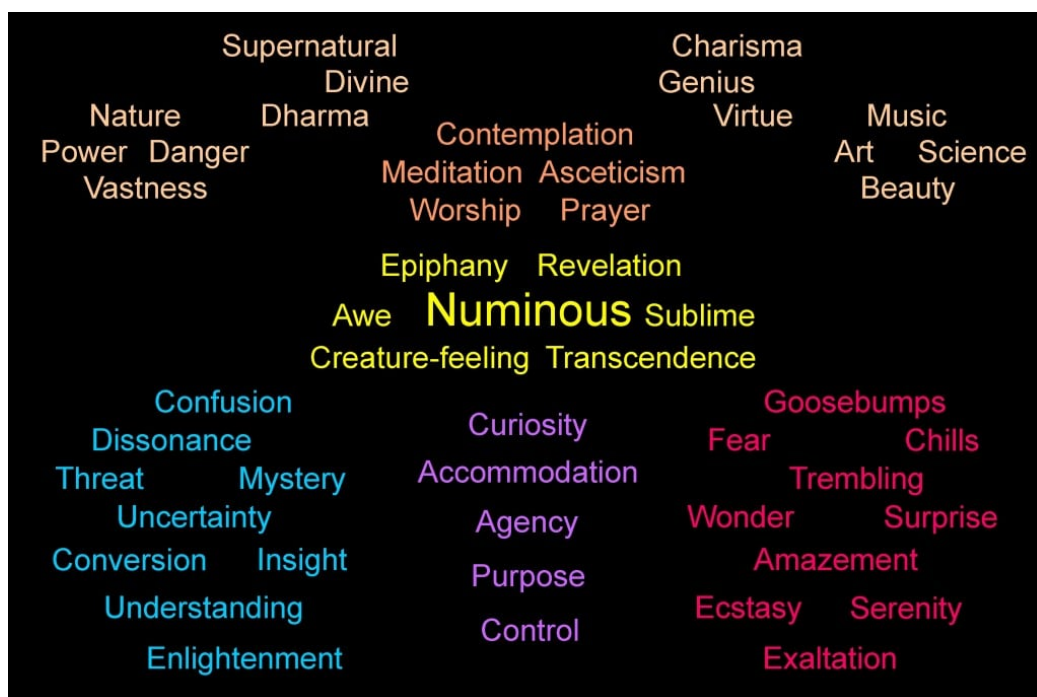 Supernatural Charisma
Divine Genius
Nature Dharma Virtue Music
Contemplation
Power Danger Art Science
Meditation Asceticism
Vastness Beauty
Worship Prayer
Epiphany Revelation
Awe Numinous Sublime
Creature-feeling Transcendence
Confusion Goosebumps
Curiosity
Dissonance Fear Chills
Accommodation
Threat Mystery Trembling
Uncertainty Agency Wonder Surprise
Conversion Insight Amazement
Purpose
Understanding Ecstasy Serenity
Control
Enlightenment Exaltation